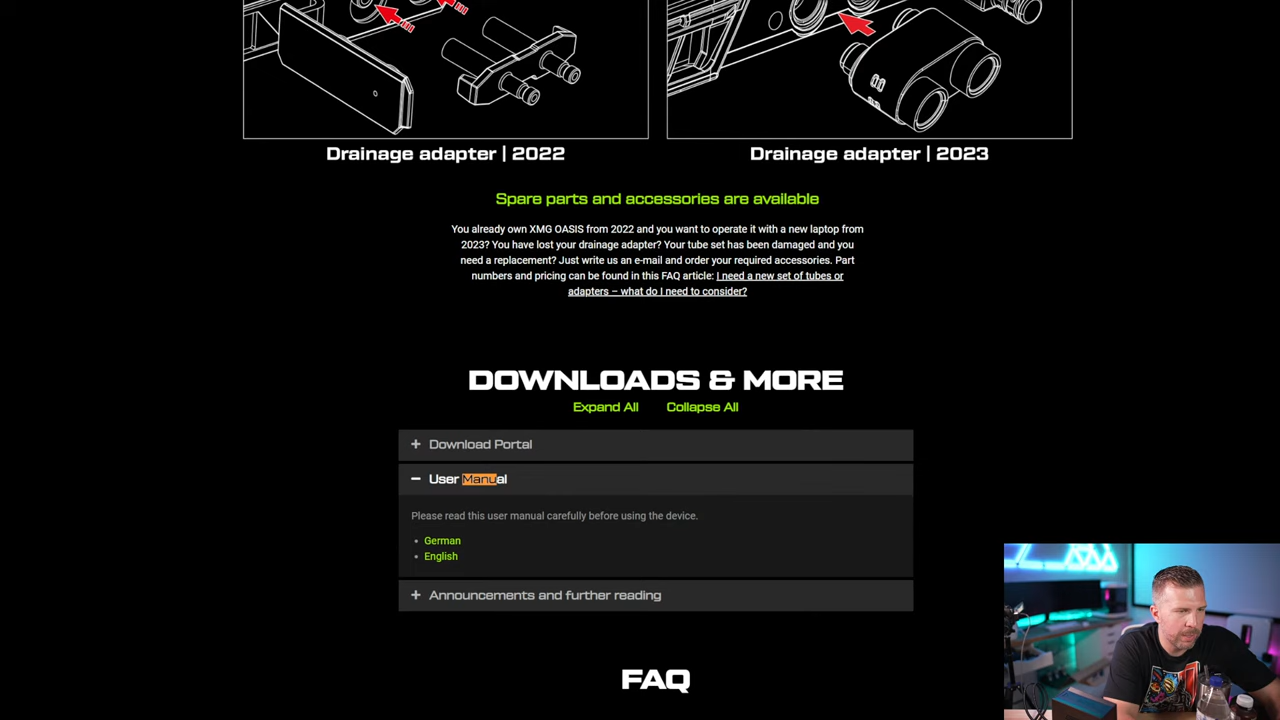 Drainage adapter | 2022
Drainage adapter | 2023
Spare parts and accessories are available
You already own XMG OASIS from 2022 and you want to operate it with a new laptop from
2023? You have lost your drainage adapter? Your tube set has been damaged and you
need a replacement? Just write us an e-mail and order your required accessories. Part
numbers and pricing can be found in this FAQ article: I need a new set of tubes or
adapters – what do I need to consider?
DOWNLOADS & MORE
Expand All Collapse All
+ Download Portal
− User Manual
Please read this user manual carefully before using the device.
• German
• English
+ Announcements and further reading
FAQ